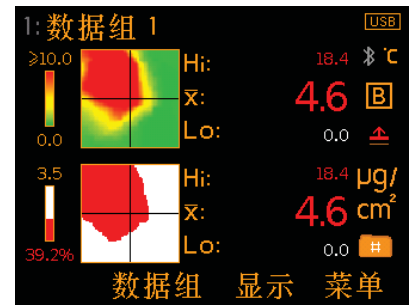 1: 数据组 1 USB
⩾10.0 Hi: 18.4 ℃
x̅: 4.6 B
0.0 Lo: 0.0
3.5 Hi: 18.4 µg/
x̅: 4.6 cm²
39.2% Lo: 0.0 #
数据组 显示 菜单